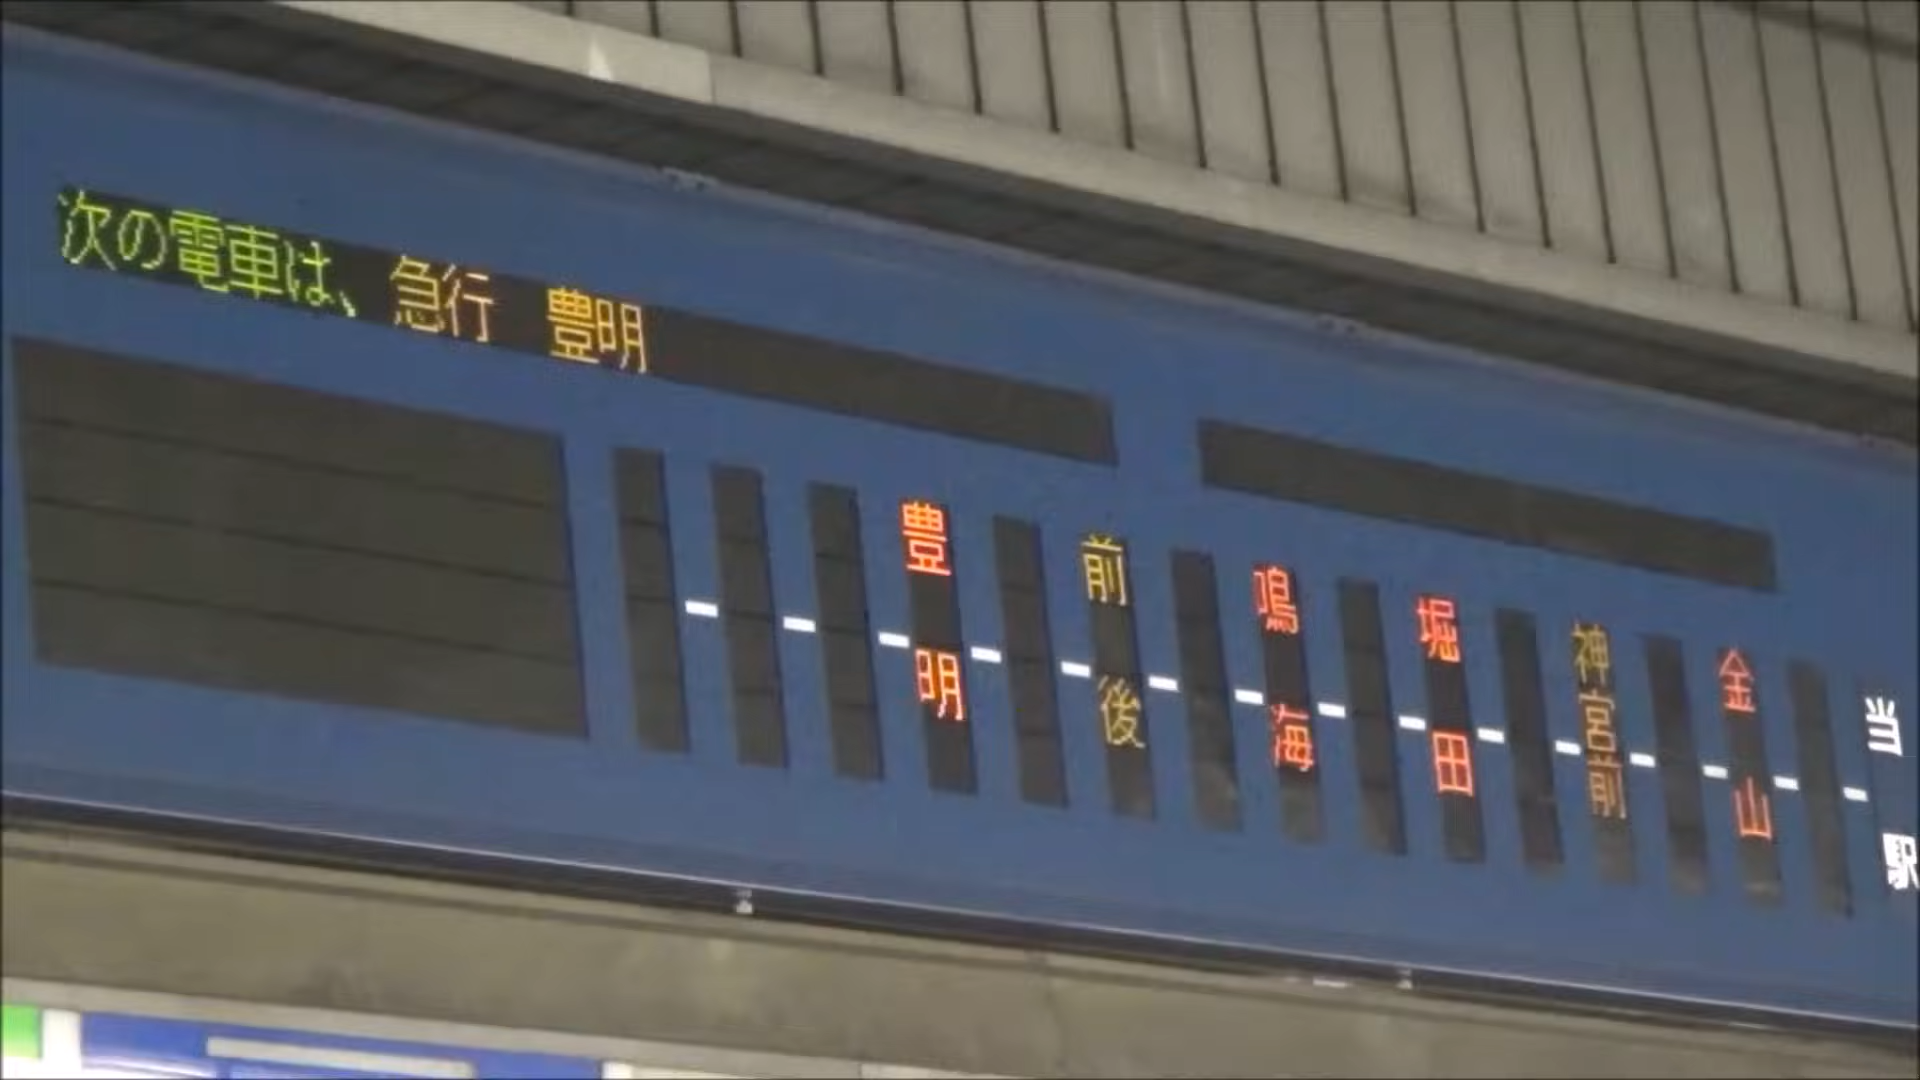 次の電車は、急行 豊明
豊明
前後
鳴海
堀田
神宮前
金山
当駅